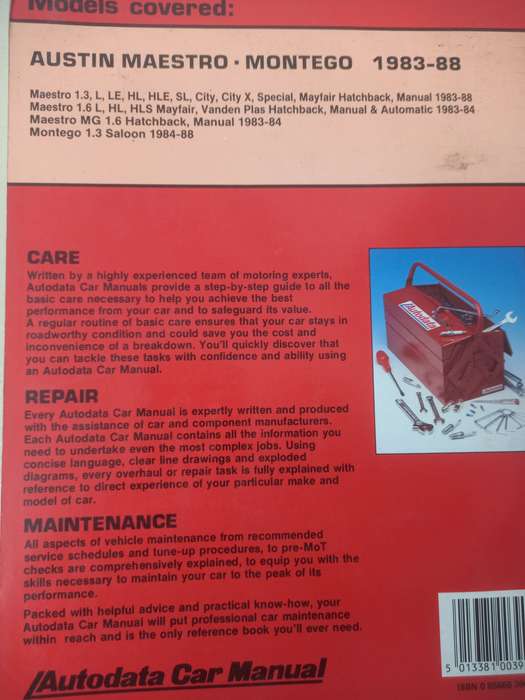 Models covered:
AUSTIN MAESTRO • MONTEGO 1983-88
Maestro 1.3, L, LE, HL, HLE, SL, City, City X, Special, Mayfair Hatchback, Manual 1983-88
Maestro 1.6 L, HL, HLS Mayfair, Vanden Plas Hatchback, Manual & Automatic 1983-84
Maestro MG 1.6 Hatchback, Manual 1983-84
Montego 1.3 Saloon 1984-88
CARE
Written by a highly experienced team of motoring experts,
Autodata Car Manuals provide a step-by-step guide to all the
basic care necessary to help you achieve the best
performance from your car and to safeguard its value.
A regular routine of basic care ensures that your car stays in
roadworthy condition and could save you the cost and
inconvenience of a breakdown. You'll quickly discover that
you can tackle these tasks with confidence and ability using
an Autodata Car Manual.
Autodata
REPAIR
Every Autodata Car Manual is expertly written and produced
with the assistance of car and component manufacturers.
Each Autodata Car Manual contains all the information you
need to undertake even the most complex jobs. Using
concise language, clear line drawings and exploded
diagrams, every overhaul or repair task is fully explained with
reference to direct experience of your particular make and
model of car.
MAINTENANCE
All aspects of vehicle maintenance from recommended
service schedules and tune-up procedures, to pre-MoT
checks are comprehensively explained, to equip you with the
skills necessary to maintain your car to the peak of its
performance.
Packed with helpful advice and practical know-how, your
Autodata Car Manual will put professional car maintenance
within reach and is the only reference book you'll ever need.
Autodata Car Manual
5 013381 0039
ISBN 0 85666